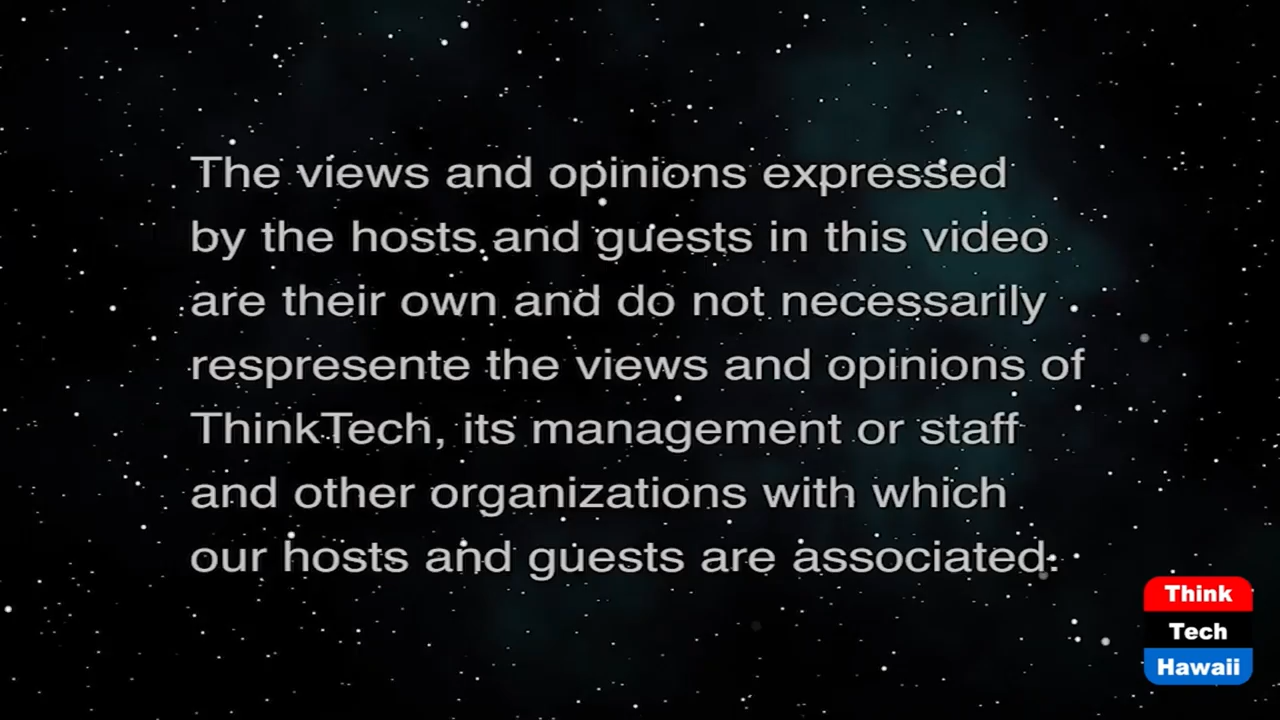 The views and opinions expressed
by the hosts and guests in this video
are their own and do not necessarily
respresente the views and opinions of
ThinkTech, its management or staff
and other organizations with which
our hosts and guests are associated.
Think
Tech
Hawaii